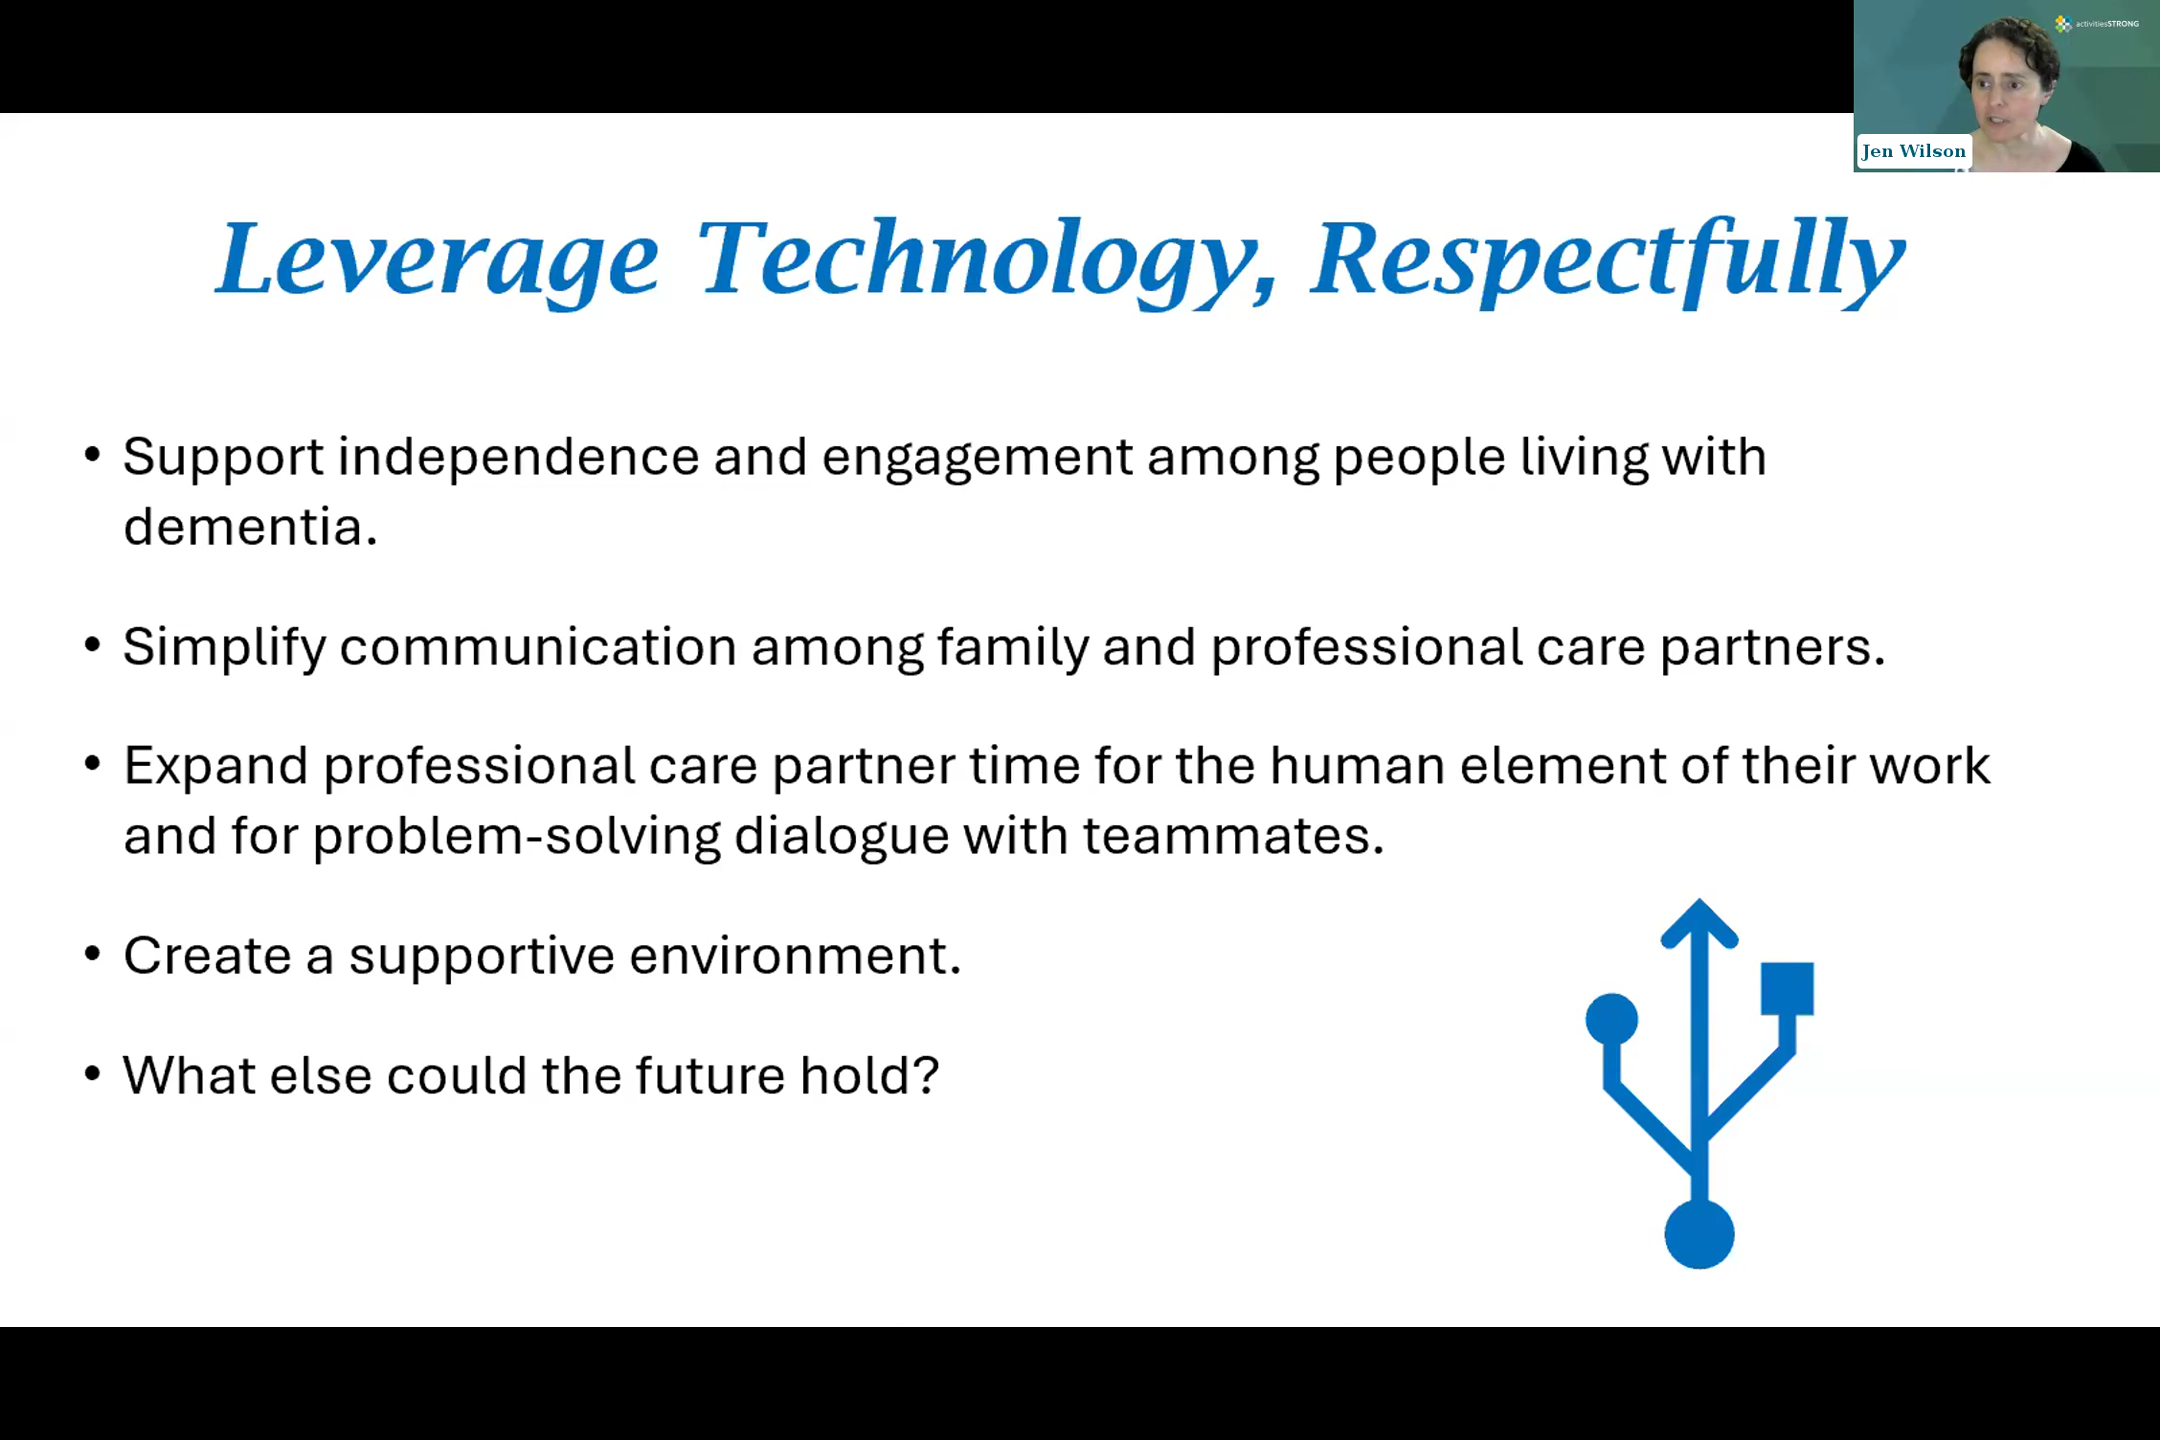 activitiesSTRONG
Jen Wilson
Leverage Technology, Respectfully
• Support independence and engagement among people living with
dementia.
• Simplify communication among family and professional care partners.
• Expand professional care partner time for the human element of their work
and for problem-solving dialogue with teammates.
• Create a supportive environment.
• What else could the future hold?